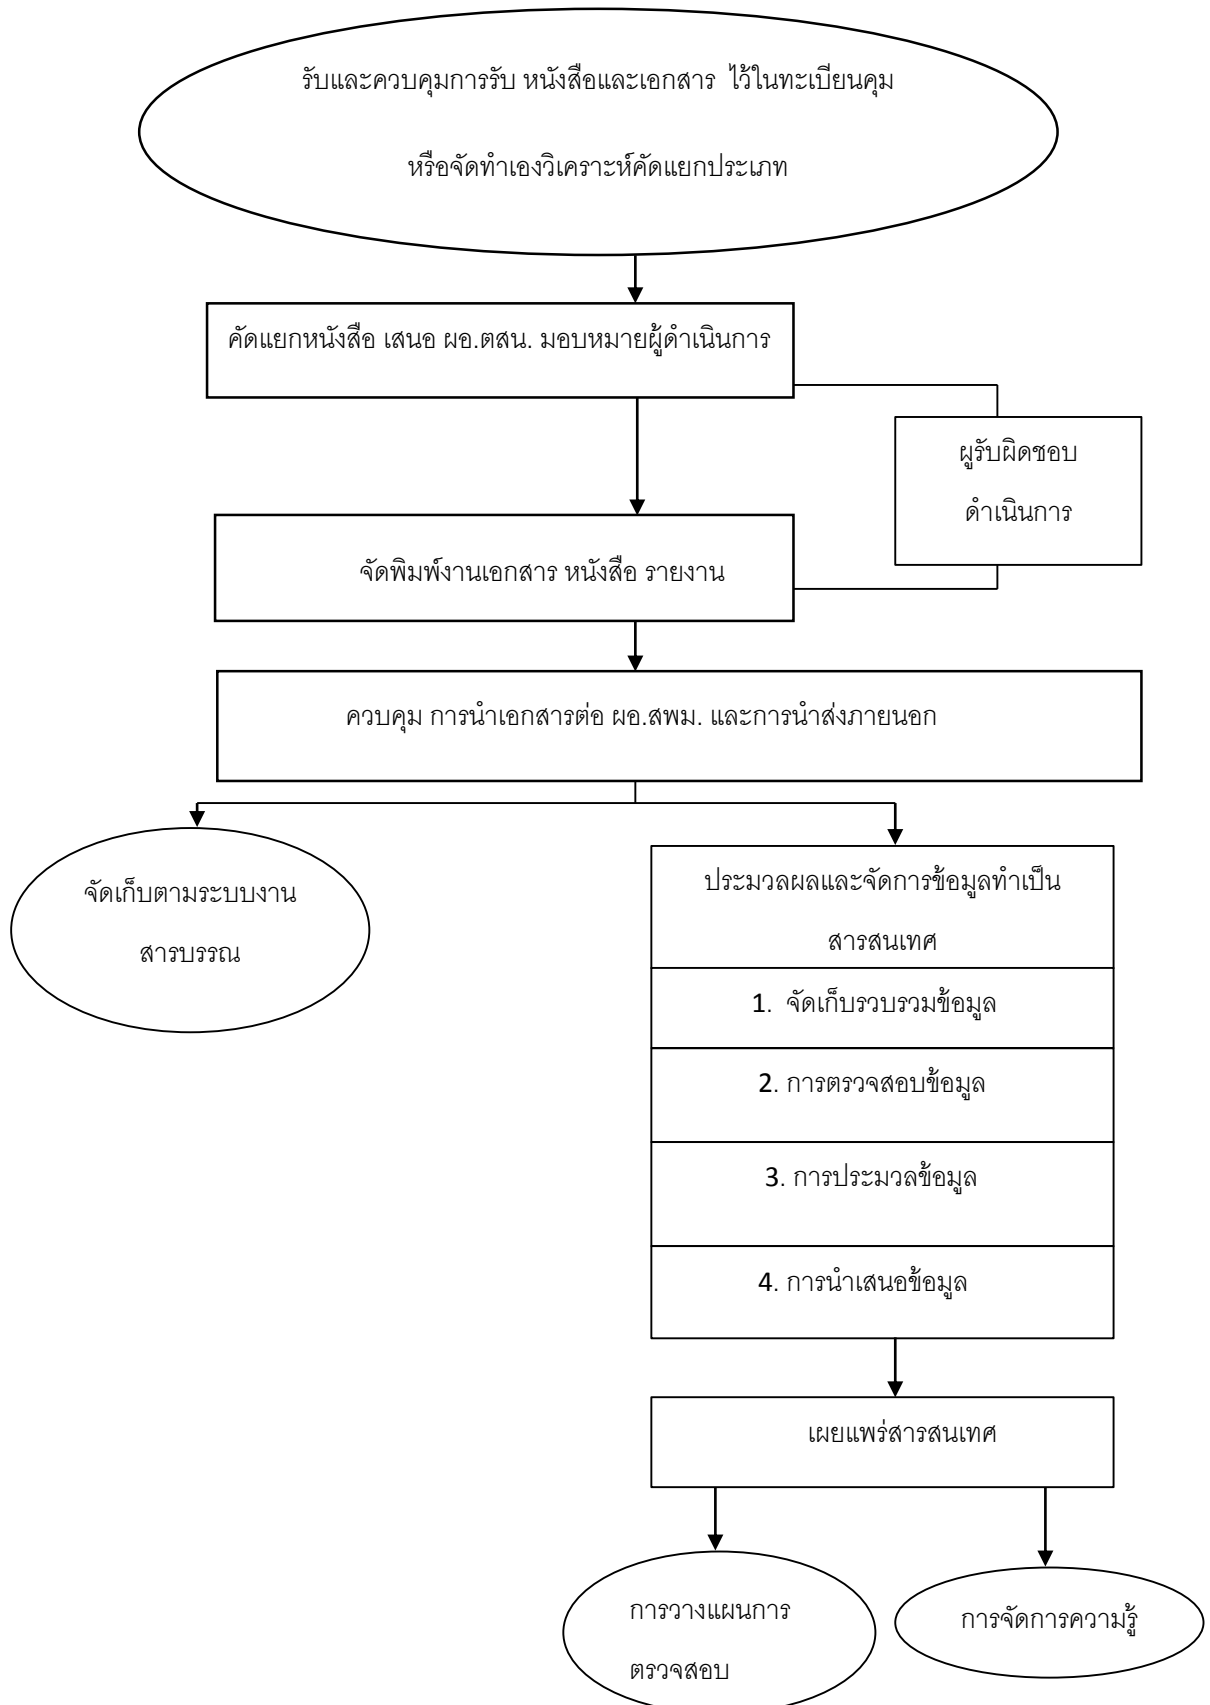 รับและควบคุมการรับ หนังสือและเอกสาร ไว้ในทะเบียนคุม
หรือจัดทำเองวิเคราะห์คัดแยกประเภท
คัดแยกหนังสือ เสนอ ผอ.ตสน. มอบหมายผู้ดำเนินการ
ผูรับผิดชอบ
ดำเนินการ
จัดพิมพ์งานเอกสาร หนังสือ รายงาน
ควบคุม การนำเอกสารต่อ ผอ.สพม. และการนำส่งภายนอก
จัดเก็บตามระบบงาน
สารบรรณ
ประมวลผลและจัดการข้อมูลทำเป็น
สารสนเทศ
1. จัดเก็บรวบรวมข้อมูล
2. การตรวจสอบข้อมูล
3. การประมวลข้อมูล
4. การนำเสนอข้อมูล
เผยแพร่สารสนเทศ
การวางแผนการ
ตรวจสอบ
การจัดการความรู้